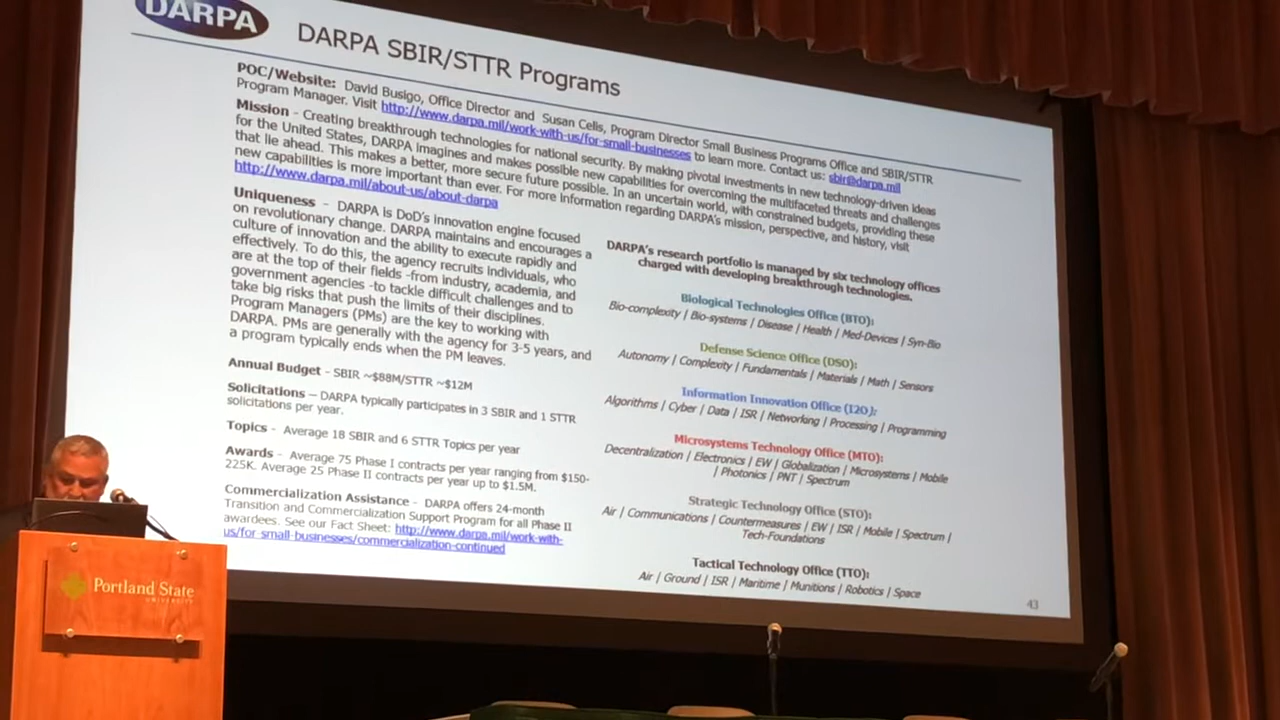 DARPA
DARPA SBIR/STTR Programs
POC/Website: David Busigo, Office Director and Susan Celis, Program Director Small Business Programs Office and SBIR/STTR
Program Manager. Visit http://www.darpa.mil/work-with-us/for-small-businesses to learn more. Contact us: sbir@darpa.mil
Mission - Creating breakthrough technologies for national security. By making pivotal investments in new technology-driven ideas
for the United States, DARPA imagines and makes possible new capabilities for overcoming the multifaceted threats and challenges
that lie ahead. This makes a better, more secure future possible. In an uncertain world, with constrained budgets, providing these
new capabilities is more important than ever. For more information regarding DARPA's mission, perspective, and history, visit
http://www.darpa.mil/about-us/about-darpa
Uniqueness - DARPA is DoD's innovation engine focused
on revolutionary change. DARPA maintains and encourages a
culture of innovation and the ability to execute rapidly and
effectively. To do this, the agency recruits individuals, who
are at the top of their fields -from industry, academia, and
government agencies -to tackle difficult challenges and to
take big risks that push the limits of their disciplines.
Program Managers (PMs) are the key to working with
DARPA. PMs are generally with the agency for 3-5 years, and
a program typically ends when the PM leaves.
Annual Budget - SBIR ~$88M/STTR ~$12M
Solicitations – DARPA typically participates in 3 SBIR and 1 STTR
solicitations per year.
Topics - Average 18 SBIR and 6 STTR Topics per year
Awards - Average 75 Phase I contracts per year ranging from $150-
225K. Average 25 Phase II contracts per year up to $1.5M.
Commercialization Assistance - DARPA offers 24-month
Transition and Commercialization Support Program for all Phase II
awardees. See our Fact Sheet: http://www.darpa.mil/work-with-
us/for-small-businesses/commercialization-continued
DARPA's research portfolio is managed by six technology offices
charged with developing breakthrough technologies.
Biological Technologies Office (BTO):
Bio-complexity | Bio-systems | Disease | Health | Med-Devices | Syn-Bio
Defense Science Office (DSO):
Autonomy | Complexity | Fundamentals | Materials | Math | Sensors
Information Innovation Office (I2O):
Algorithms | Cyber | Data | ISR | Networking | Processing | Programming
Microsystems Technology Office (MTO):
Decentralization | Electronics | EW | Globalization | Microsystems | Mobile
| Photonics | PNT | Spectrum
Strategic Technology Office (STO):
Air | Communications | Countermeasures | EW | ISR | Mobile | Spectrum |
Tech-Foundations
Tactical Technology Office (TTO):
Air | Ground | ISR | Maritime | Munitions | Robotics | Space
43
Portland State
UNIVERSITY